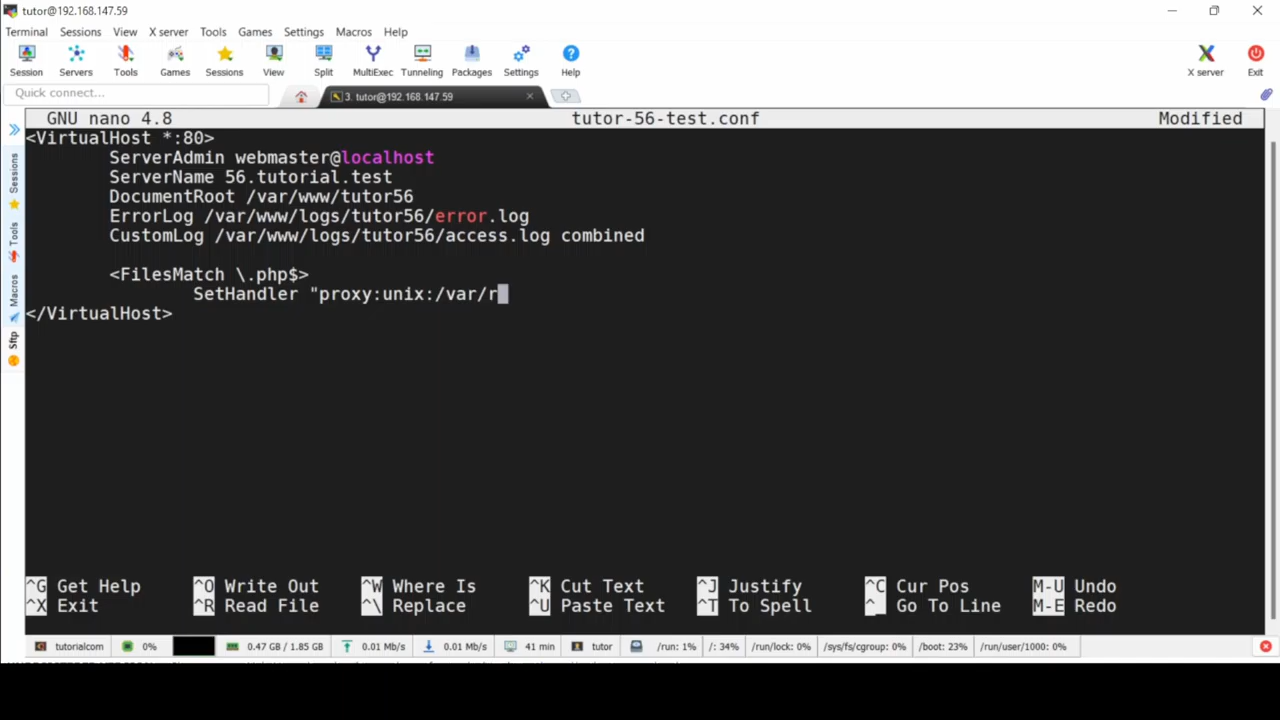 tutor@192.168.147.59
Terminal Sessions View X server Tools Games Settings Macros Help
Session Servers Tools Games Sessions View Split MultiExec Tunneling Packages Settings Help X server Exit
Quick connect...
3. tutor@192.168.147.59
GNU nano 4.8 tutor-56-test.conf Modified
<VirtualHost *:80>
ServerAdmin webmaster@localhost
ServerName 56.tutorial.test
DocumentRoot /var/www/tutor56
ErrorLog /var/www/logs/tutor56/error.log
CustomLog /var/www/logs/tutor56/access.log combined
<FilesMatch \.php$>
SetHandler "proxy:unix:/var/r
</VirtualHost>
Sessions
Tools
Macros
Sftp
^G Get Help ^O Write Out ^W Where Is ^K Cut Text ^J Justify ^C Cur Pos M-U Undo
^X Exit ^R Read File ^\ Replace ^U Paste Text ^T To Spell ^_ Go To Line M-E Redo
tutorialcom 0% 0.47 GB / 1.85 GB 0.01 Mb/s 0.01 Mb/s 41 min tutor /run: 1% /: 34% /run/lock: 0% /sys/fs/cgroup: 0% /boot: 23% /run/user/1000: 0%